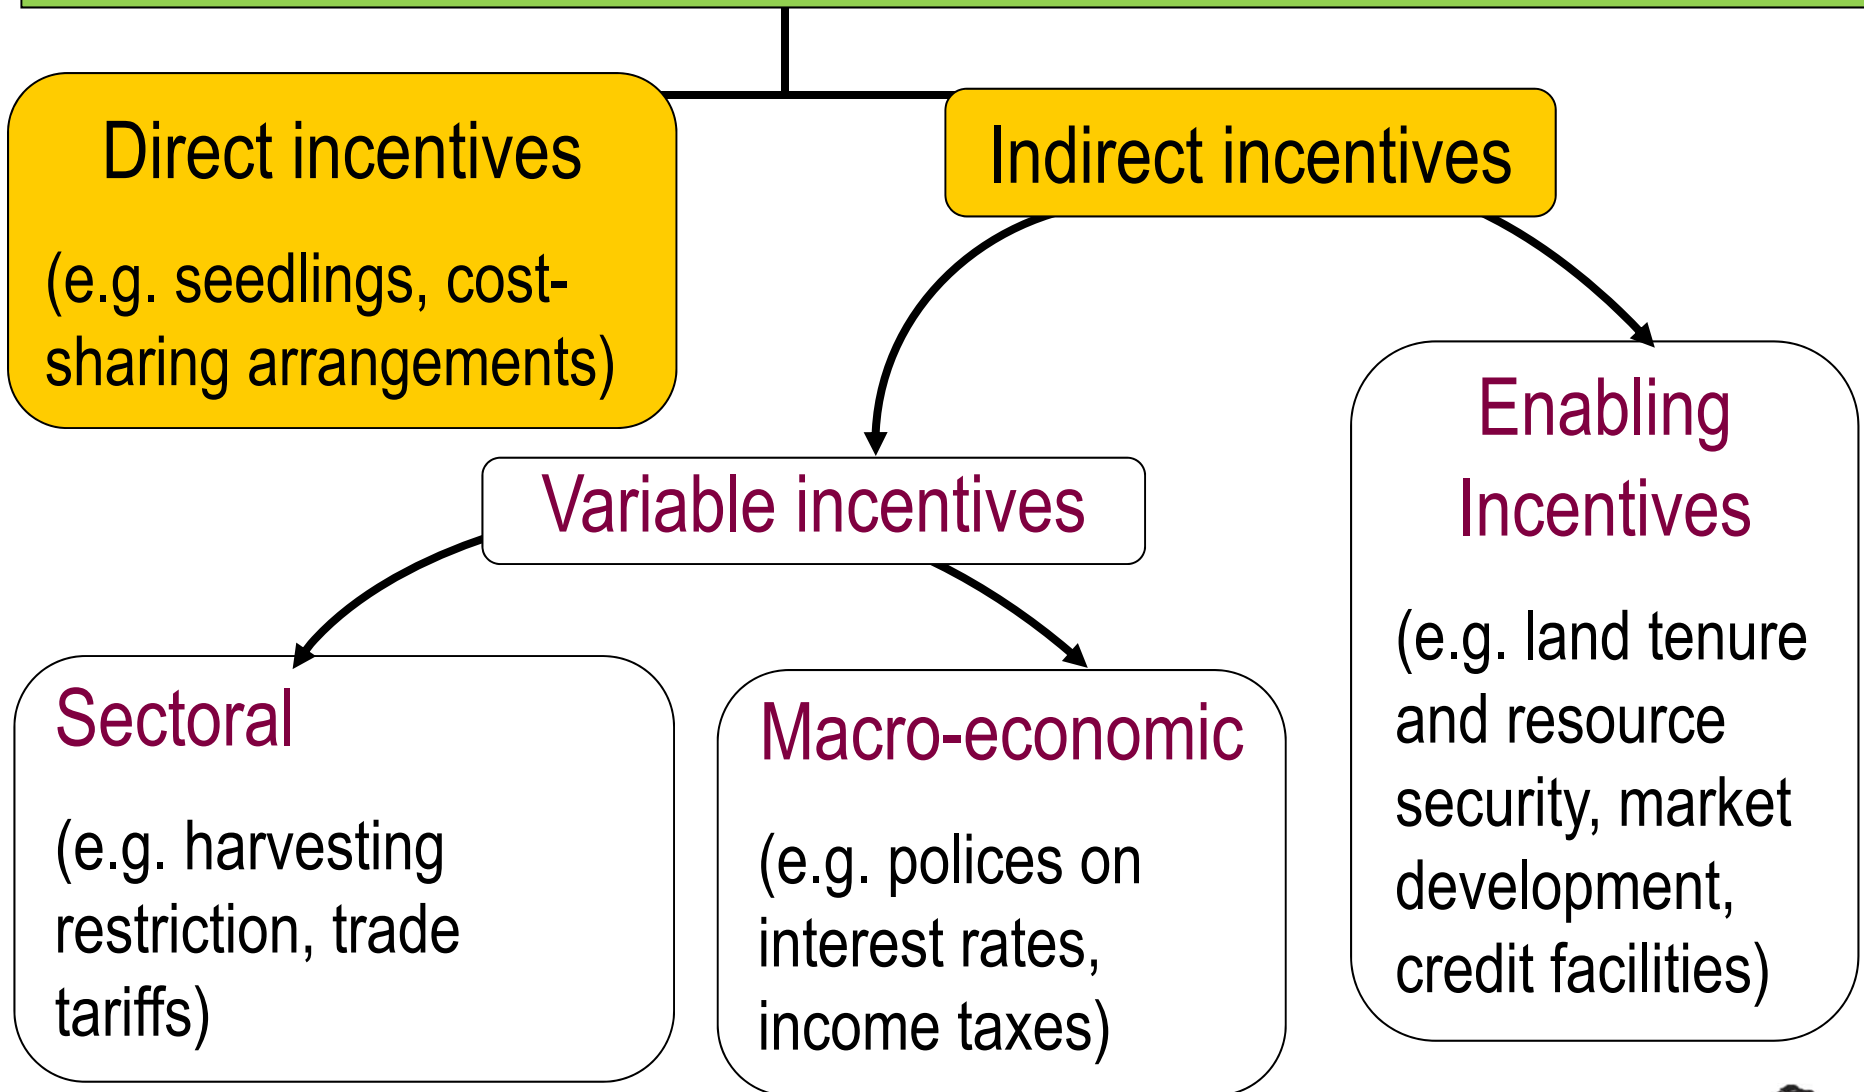 Direct incentives
(e.g. seedlings, cost-
sharing arrangements)
Indirect incentives
Variable incentives
Enabling
Incentives
(e.g. land tenure
and resource
security, market
development,
credit facilities)
Sectoral
(e.g. harvesting
restriction, trade
tariffs)
Macro-economic
(e.g. polices on
interest rates,
income taxes)